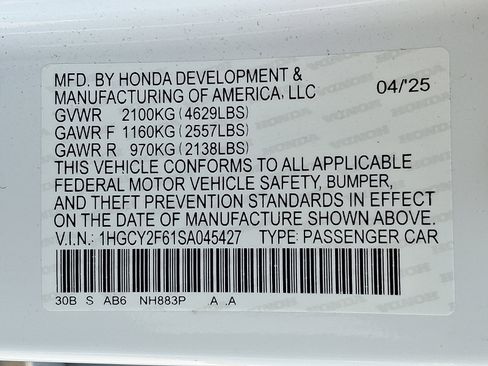 MFD. BY HONDA DEVELOPMENT &
MANUFACTURING OF AMERICA, LLC 04/'25
GVWR 2100KG (4629LBS)
GAWR F 1160KG (2557LBS)
GAWR R 970KG (2138LBS)
THIS VEHICLE CONFORMS TO ALL APPLICABLE
FEDERAL MOTOR VEHICLE SAFETY, BUMPER,
AND THEFT PREVENTION STANDARDS IN EFFECT
ON THE DATE OF MANUFACTURE SHOWN ABOVE.
V.I.N.: 1HGCY2F61SA045427 TYPE: PASSENGER CAR
30B S AB6 NH883P .A .A